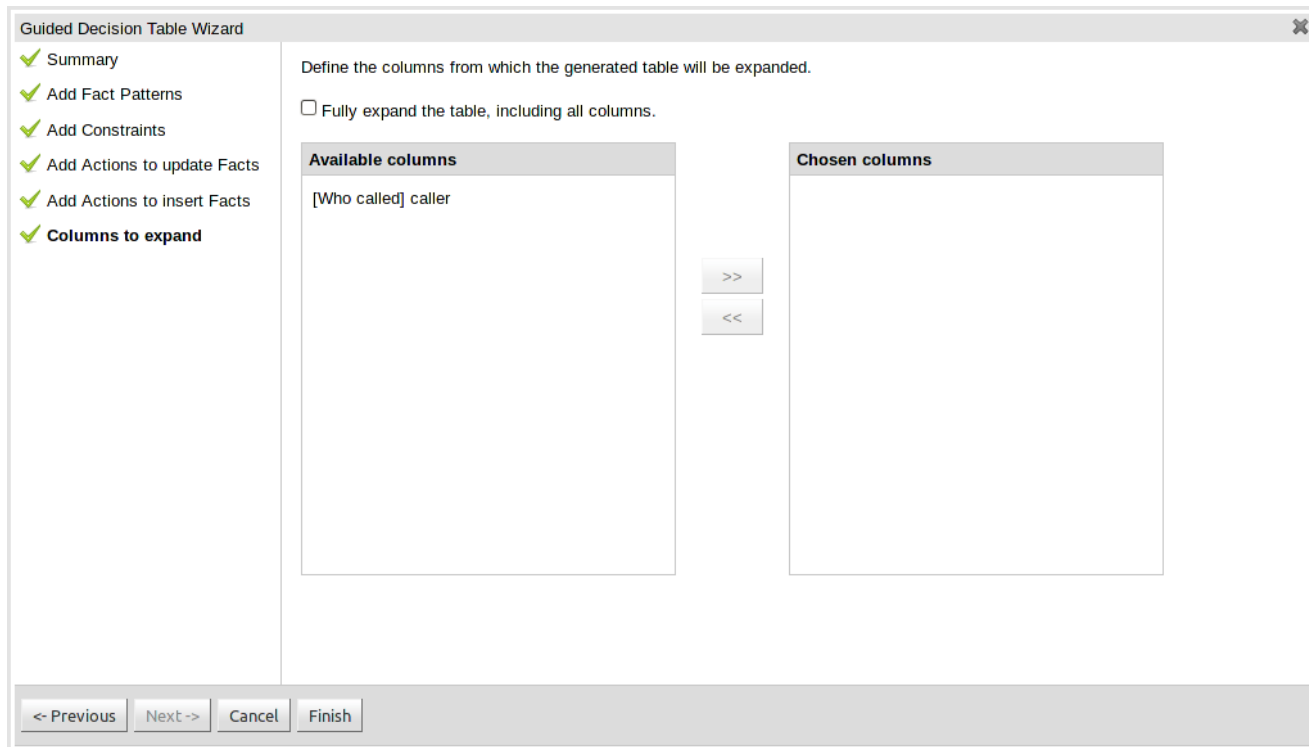 Guided Decision Table Wizard
Summary
Add Fact Patterns
Add Constraints
Add Actions to update Facts
Add Actions to insert Facts
Columns to expand
Define the columns from which the generated table will be expanded.
Fully expand the table, including all columns.
Available columns
[Who called] caller
>>
<<
Chosen columns
<- Previous Next -> Cancel Finish